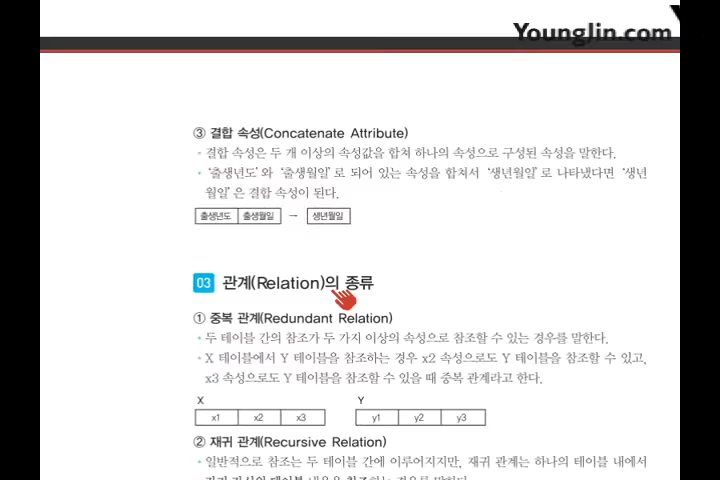 YoungJin.com
③ 결합 속성(Concatenate Attribute)
• 결합 속성은 두 개 이상의 속성값을 합쳐 하나의 속성으로 구성된 속성을 말한다.
• ‘출생년도’와 ‘출생월일’로 되어 있는 속성을 합쳐서 ‘생년월일’로 나타냈다면 ‘생년
월일’은 결합 속성이 된다.
출생년도 출생월일 → 생년월일
03 관계(Relation)의 종류
① 중복 관계(Redundant Relation)
• 두 테이블 간의 참조가 두 가지 이상의 속성으로 참조할 수 있는 경우를 말한다.
• X 테이블에서 Y 테이블을 참조하는 경우 x2 속성으로도 Y 테이블을 참조할 수 있고,
x3 속성으로도 Y 테이블을 참조할 수 있을 때 중복 관계라고 한다.
X Y
x1 x2 x3 y1 y2 y3
② 재귀 관계(Recursive Relation)
• 일반적으로 참조는 두 테이블 간에 이루어지지만, 재귀 관계는 하나의 테이블 내에서